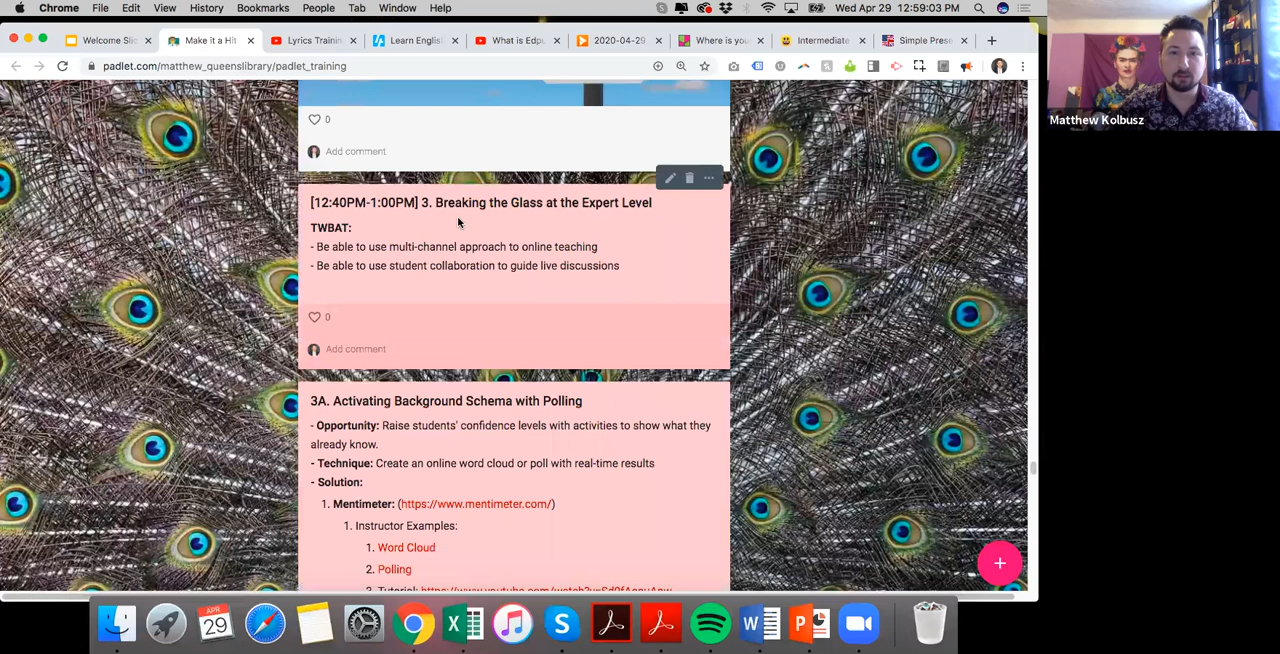 Chrome File Edit View History Bookmarks People Tab Window Help Wed Apr 29 12:59:03 PM
Welcome Slid Make it a Hit Lyrics Trainin Learn English What is Edpu 2020-04-29 Where is you Intermediate Simple Prese
padlet.com/matthew_queenslibrary/padlet_training
Matthew Kolbusz
0
Add comment
[12:40PM-1:00PM] 3. Breaking the Glass at the Expert Level
TWBAT:
- Be able to use multi-channel approach to online teaching
- Be able to use student collaboration to guide live discussions
0
Add comment
3A. Activating Background Schema with Polling
- Opportunity: Raise students' confidence levels with activities to show what they
already know.
- Technique: Create an online word cloud or poll with real-time results
- Solution:
1. Mentimeter: (https://www.mentimeter.com/)
1. Instructor Examples:
1. Word Cloud
2. Polling
APR
29